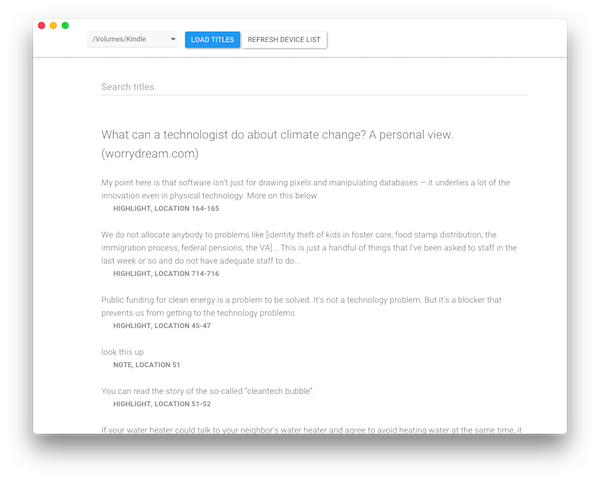 /Volumes/Kindle
LOAD TITLES
REFRESH DEVICE LIST
Search titles
What can a technologist do about climate change? A personal view.
(worrydream.com)
My point here is that software isn't just for drawing pixels and manipulating databases — it underlies a lot of the
innovation even in physical technology. More on this below.
HIGHLIGHT, LOCATION 164-165
We do not allocate anybody to problems like [identity theft of kids in foster care, food stamp distribution, the
immigration process, federal pensions, the VA]... This is just a handful of things that I've been asked to staff in the
last week or so and do not have adequate staff to do...
HIGHLIGHT, LOCATION 714-716
Public funding for clean energy is a problem to be solved. It's not a technology problem. But it's a blocker that
prevents us from getting to the technology problems.
HIGHLIGHT, LOCATION 45-47
look this up
NOTE, LOCATION 51
You can read the story of the so-called "cleantech bubble".
HIGHLIGHT, LOCATION 51-52
If your water heater could talk to your neighbor's water heater and agree to avoid heating water at the same time, it